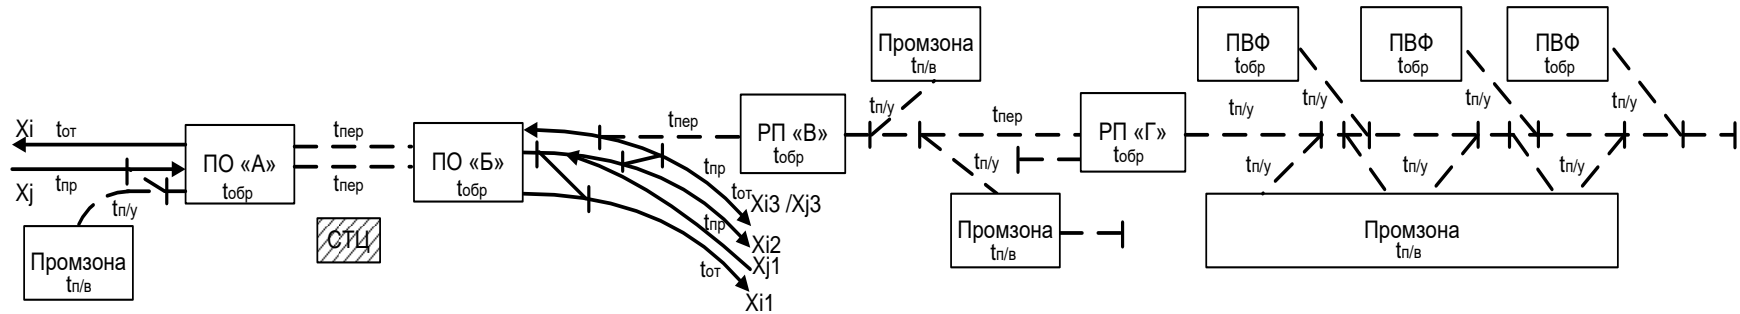 Xi
tот
Xj
tпр
tп/у
Промзона
tп/в
ПО «А»
tобр
tпер
tпер
СТЦ
ПО «Б»
tобр
tпер
tпр
tот
Xi3 /Xj3
tпр
Xi2
Xj1
tот
Xi1
РП «В»
tобр
Промзона
tп/в
tп/у
tпер
tп/у
Промзона
tп/в
РП «Г»
tобр
tп/у
ПВФ
tобр
tп/у
ПВФ
tобр
tп/у
ПВФ
tобр
tп/у
tп/у
tп/у
tп/у
Промзона
tп/в